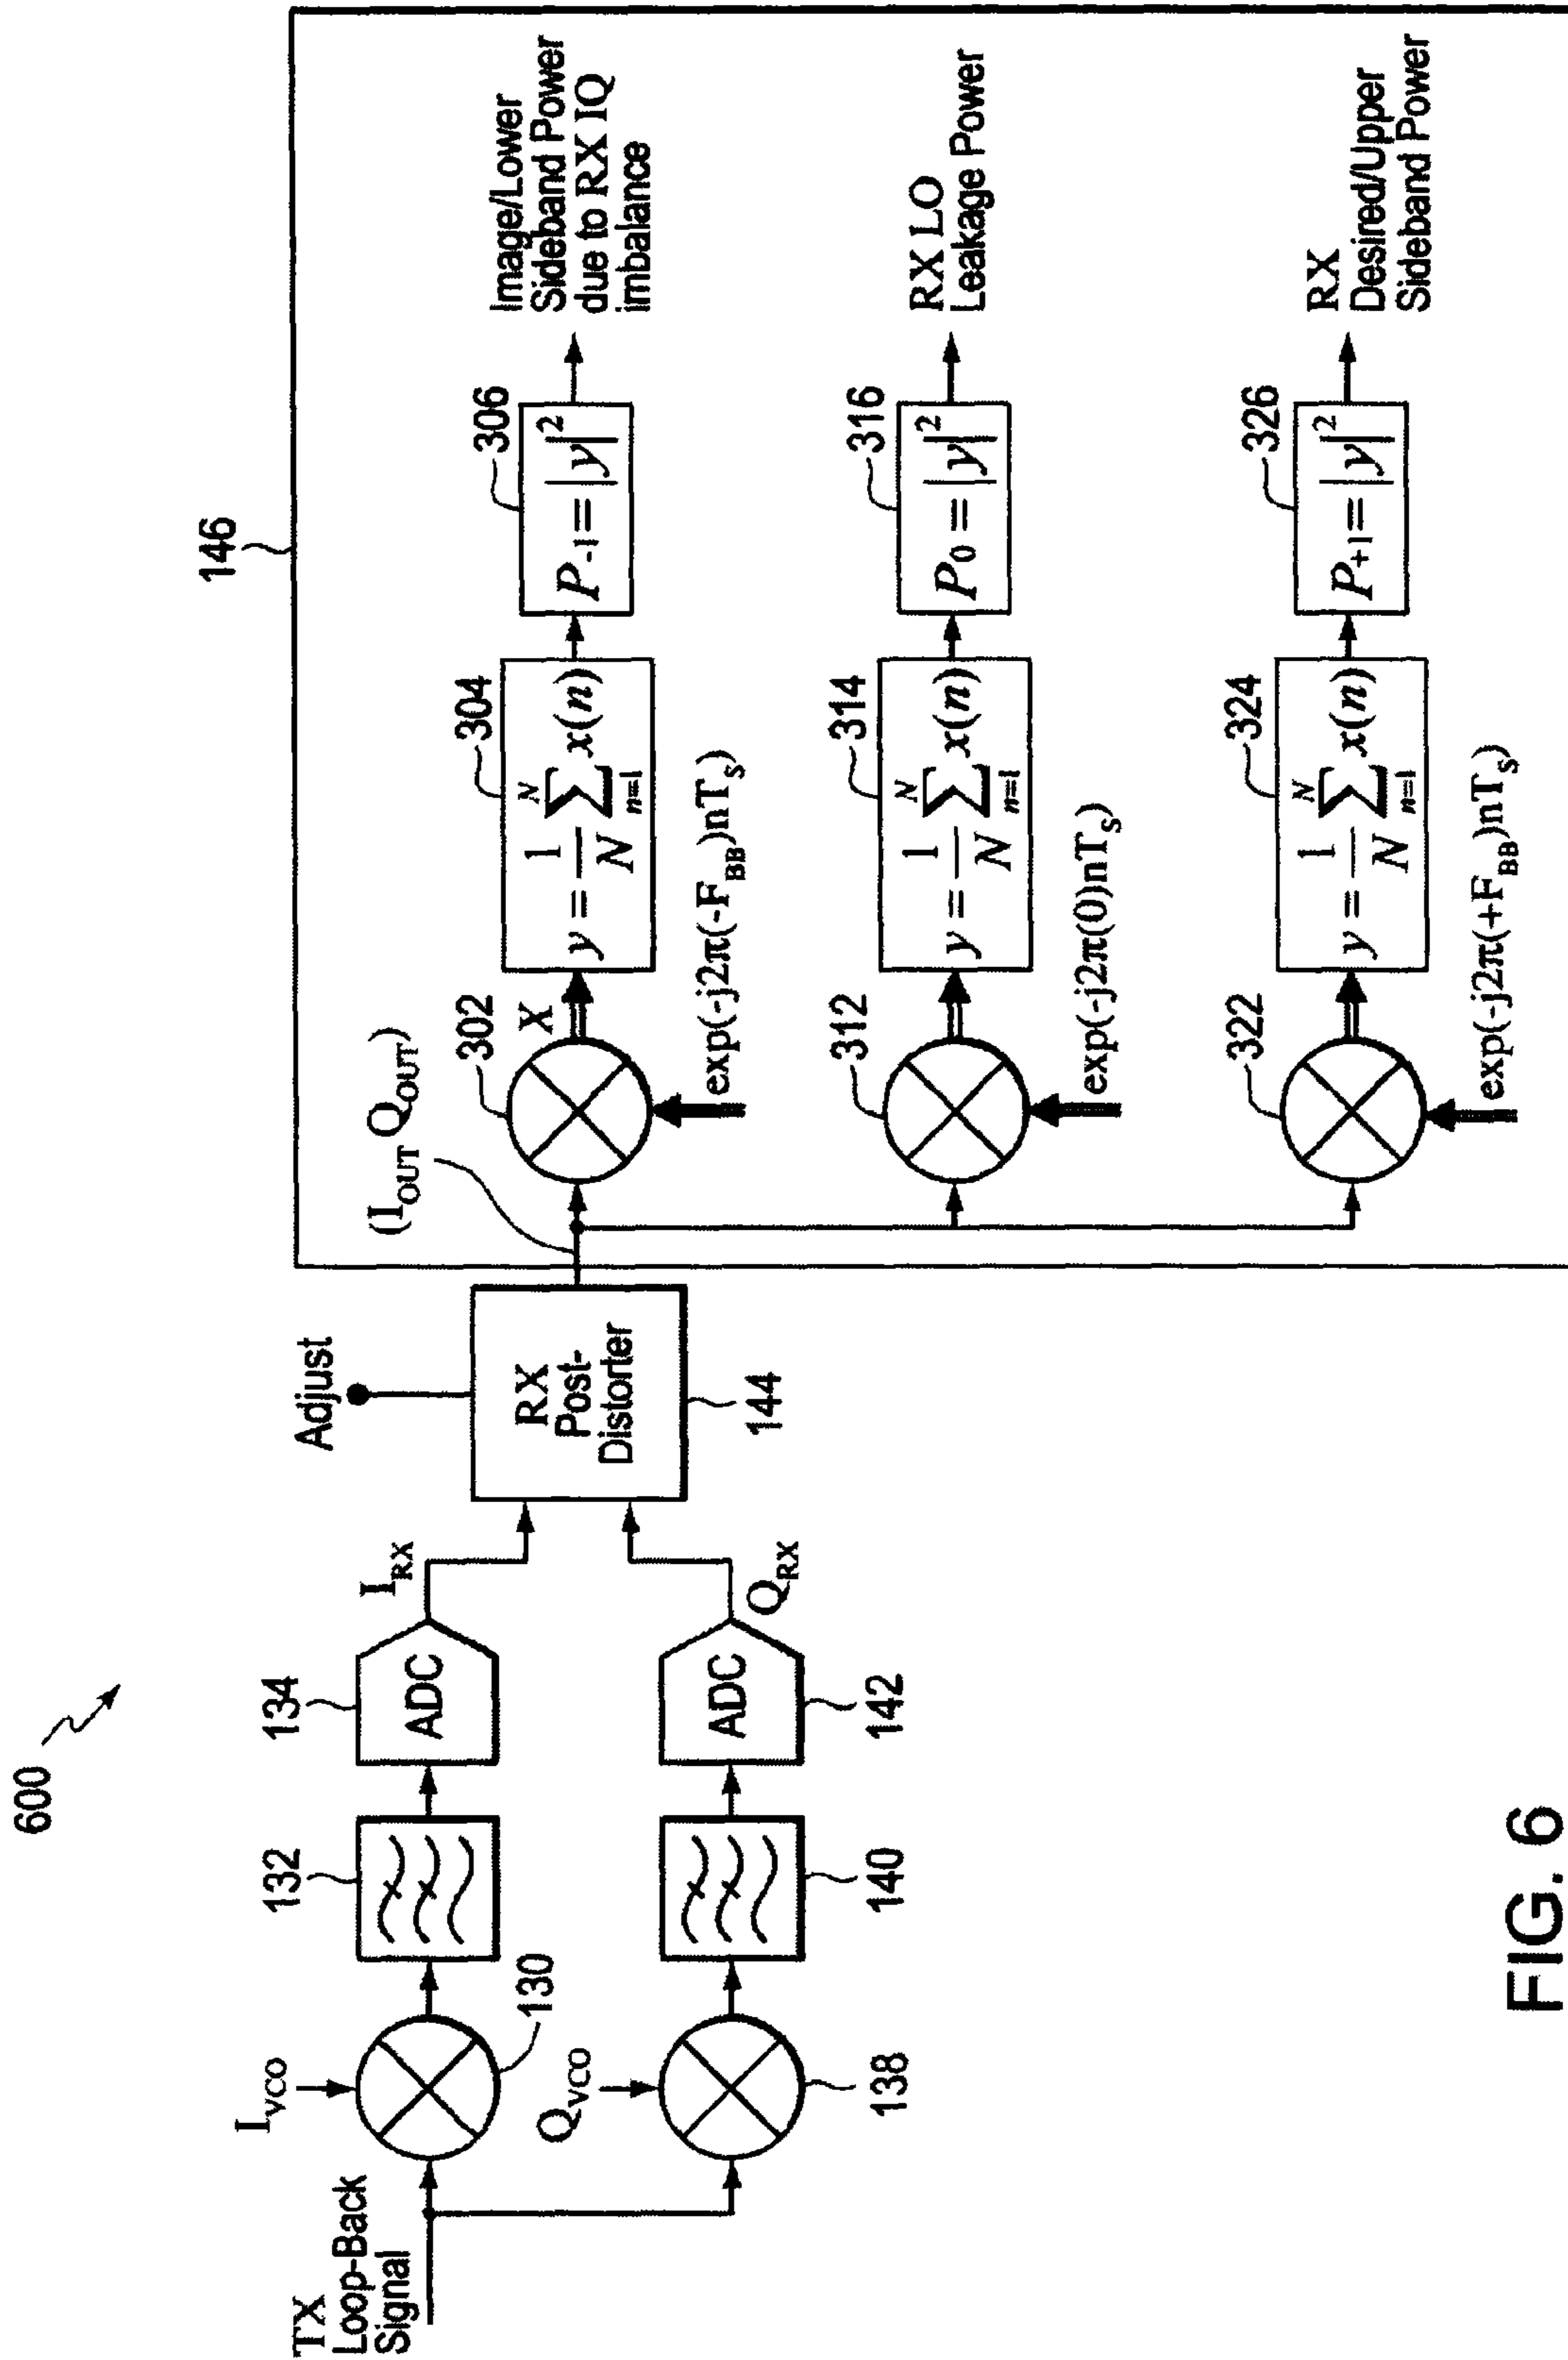 600
TX
Loop-Back
Signal
I_VCO
130
132
134
ADC
I_RX
Q_VCO
138
140
142
ADC
Q_RX
Adjust
RX
Post-
Distorter
144
146
(I_OUT Q_OUT)
302
X
exp(-j2π(-F_BB)nT_S)
304
y = 1/N ∑_{n=1}^{N} x(n)
306
P_-1 = |y|^2
Image/Lower
Sideband Power
due to RX IQ
imbalance
312
exp(-j2π(0)nT_S)
314
y = 1/N ∑_{n=1}^{N} x(n)
316
P_0 = |y|^2
RX LO
Leakage Power
322
exp(-j2π(+F_BB)nT_S)
324
y = 1/N ∑_{n=1}^{N} x(n)
326
P_+1 = |y|^2
RX
Desired/Upper
Sideband Power
FIG. 6